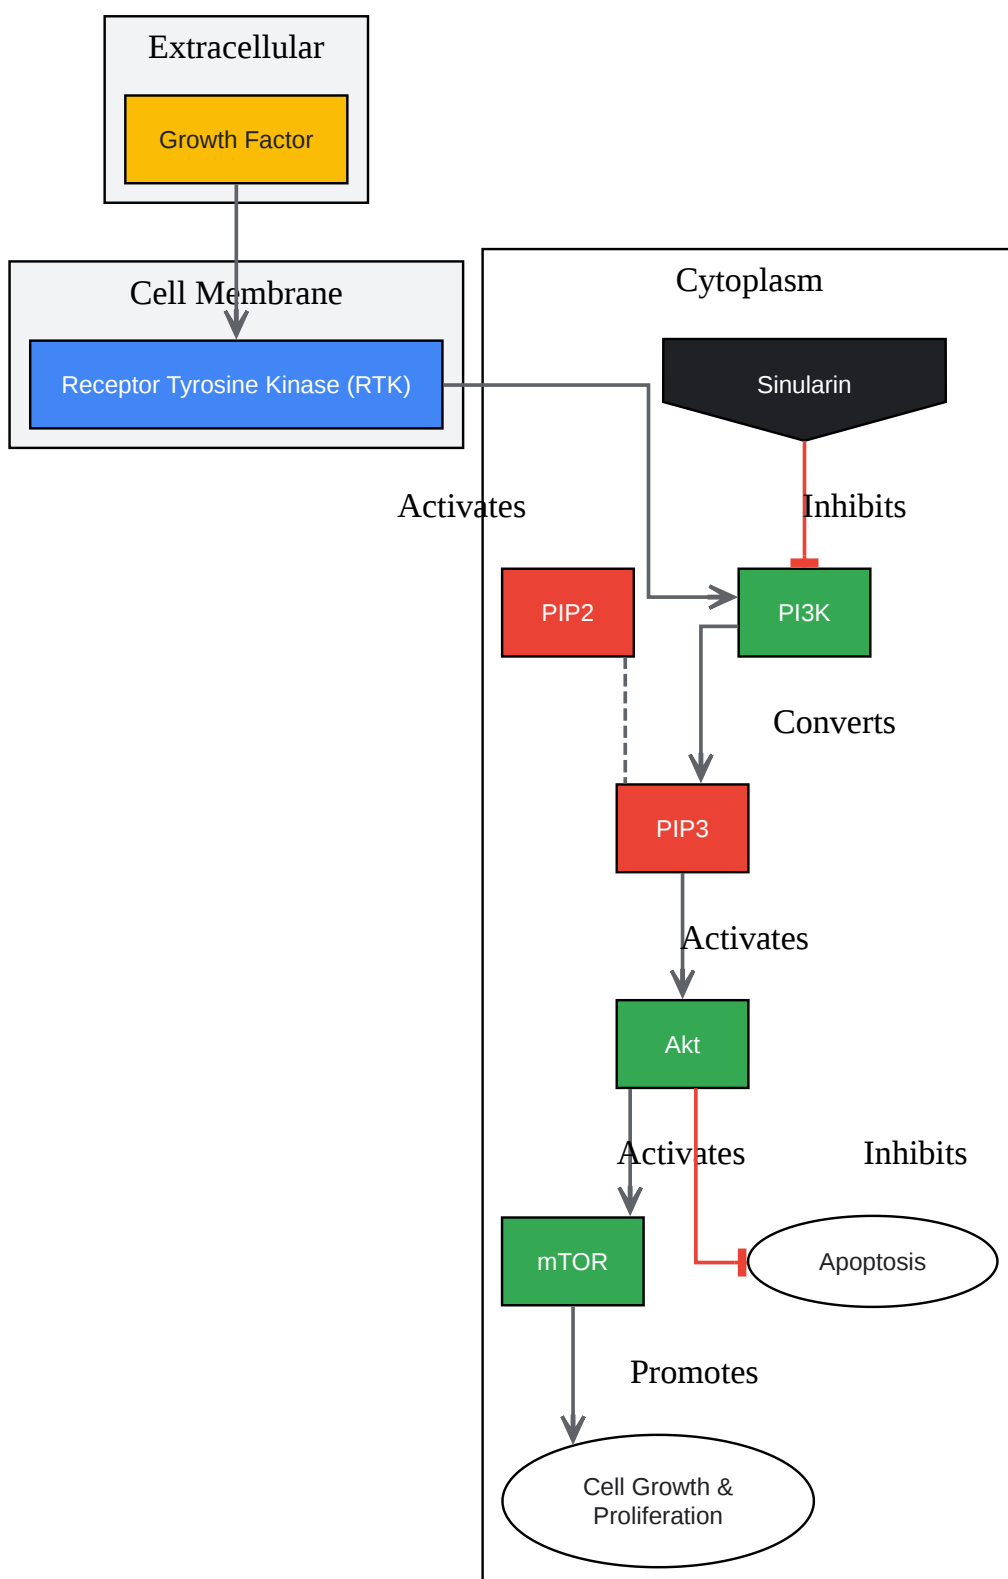 Extracellular
Growth Factor
Cell Membrane
Receptor Tyrosine Kinase (RTK)
Cytoplasm
Sinularin
Activates
Inhibits
PIP2
PI3K
Converts
PIP3
Activates
Akt
Activates
Inhibits
mTOR
Apoptosis
Promotes
Cell Growth &
Proliferation